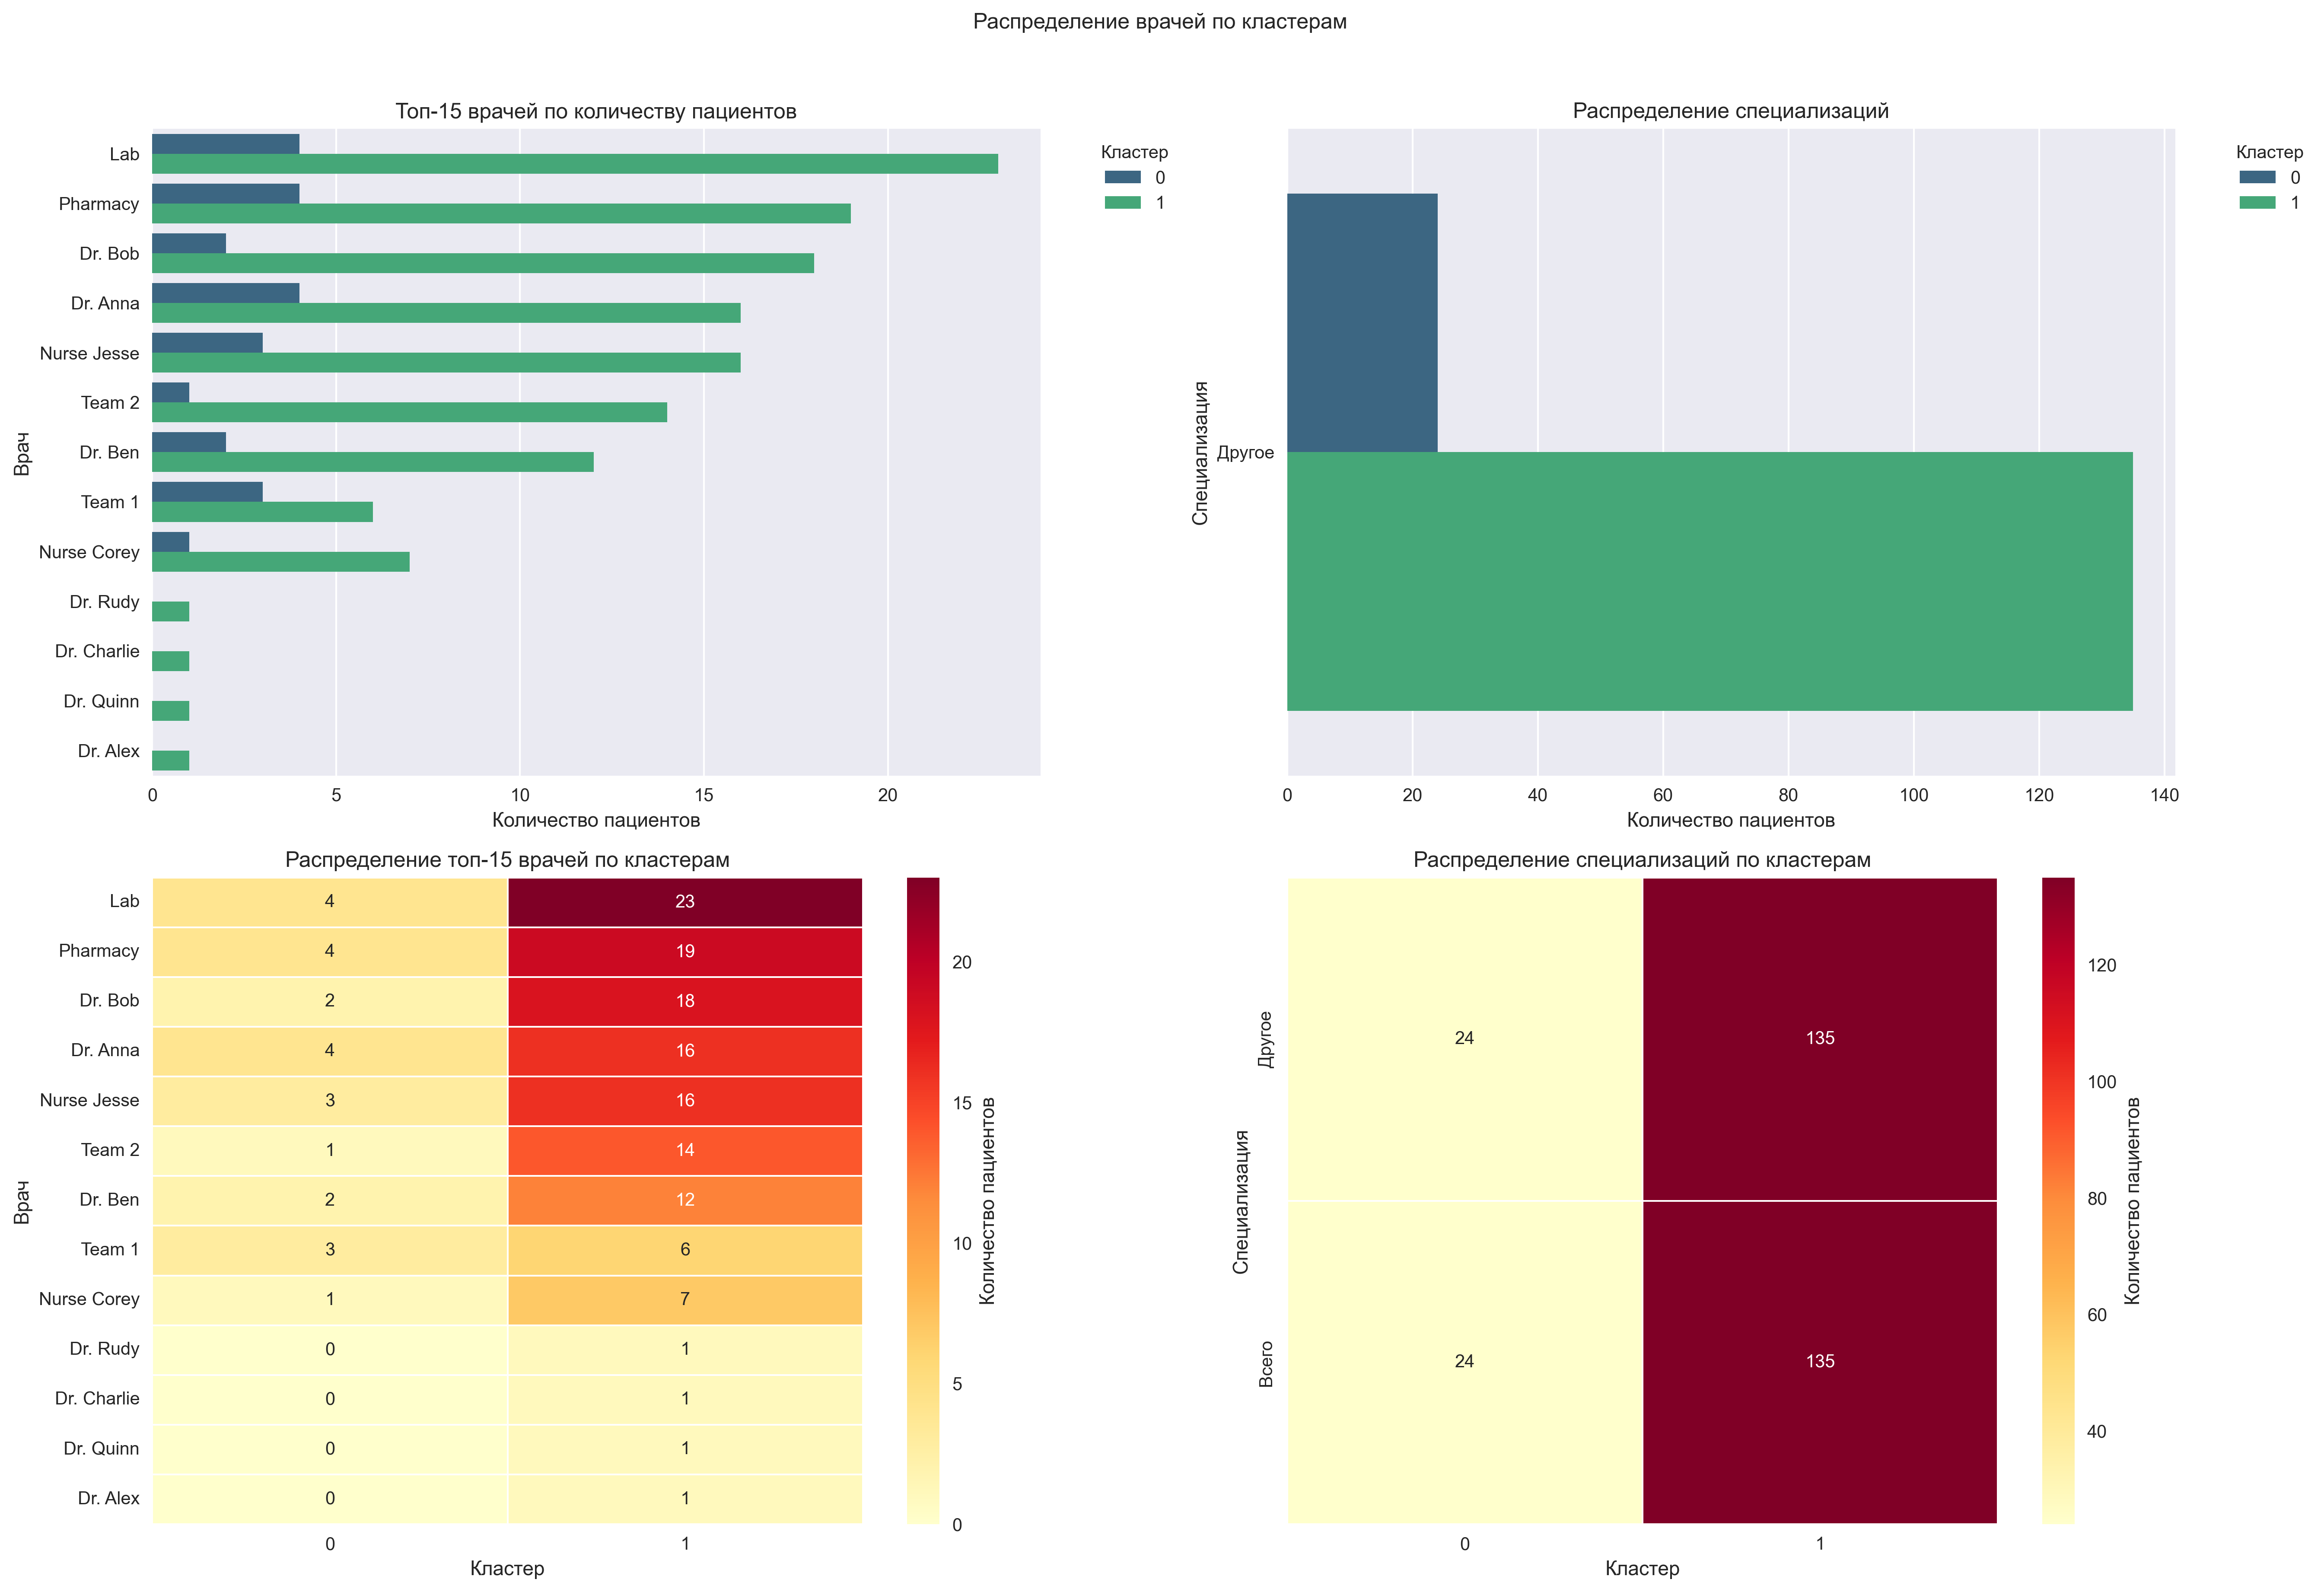 Распределение врачей по кластерам
Топ-15 врачей по количеству пациентов
Врач
Lab
Pharmacy
Dr. Bob
Dr. Anna
Nurse Jesse
Team 2
Dr. Ben
Team 1
Nurse Corey
Dr. Rudy
Dr. Charlie
Dr. Quinn
Dr. Alex
0 5 10 15 20
Количество пациентов
Кластер
0
1
Распределение специализаций
Специализация
Другое
0 20 40 60 80 100 120 140
Количество пациентов
Кластер
0
1
Распределение топ-15 врачей по кластерам
Врач
Lab 4 23
Pharmacy 4 19
Dr. Bob 2 18
Dr. Anna 4 16
Nurse Jesse 3 16
Team 2 1 14
Dr. Ben 2 12
Team 1 3 6
Nurse Corey 1 7
Dr. Rudy 0 1
Dr. Charlie 0 1
Dr. Quinn 0 1
Dr. Alex 0 1
0 1
Кластер
20
15
10
5
0
Количество пациентов
Распределение специализаций по кластерам
Специализация
Другое 24 135
Всего 24 135
0 1
Кластер
120
100
80
60
40
Количество пациентов